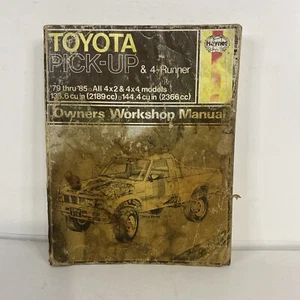 TOYOTA
Haynes
PICK-UP & 4-Runner
'79 thru '85 □ All 4x2 & 4x4 models
133.6 cu in (2189 cc) □ 144.4 cu in (2366 cc)
Owners Workshop Manual